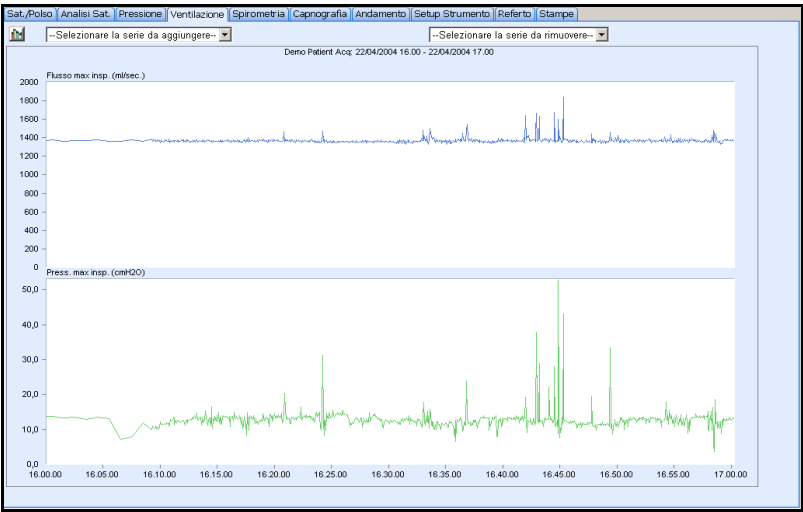 Sat./Polso Analisi Sat. Pressione Ventilazione Spirometria Capnografia Andamento Setup Strumento Referto Stampe
--Selezionare la serie da aggiungere-- --Selezionare la serie da rimuovere--
Demo Patient Acq: 22/04/2004 16.00 - 22/04/2004 17.00
Flusso max insp. (ml/sec.)
2000
1800
1600
1400
1200
1000
800
600
400
200
0
Press. max insp. (cmH2O)
50,0
40,0
30,0
20,0
10,0
0,0
16.00.00 16.05.00 16.10.00 16.15.00 16.20.00 16.25.00 16.30.00 16.35.00 16.40.00 16.45.00 16.50.00 16.55.00 17.00.00